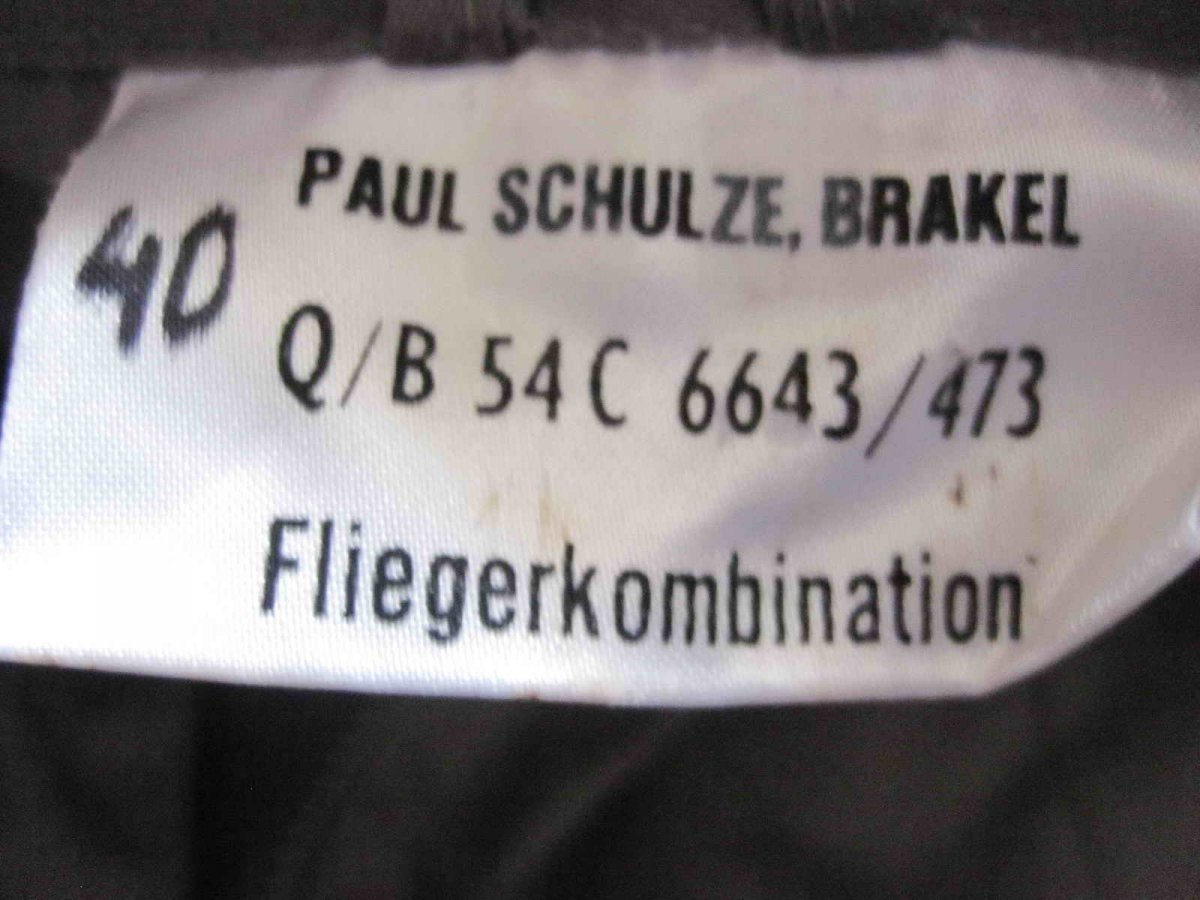 PAUL SCHULZE, BRAKEL
40
Q/B 54 C 6643/473
Fliegerkombination